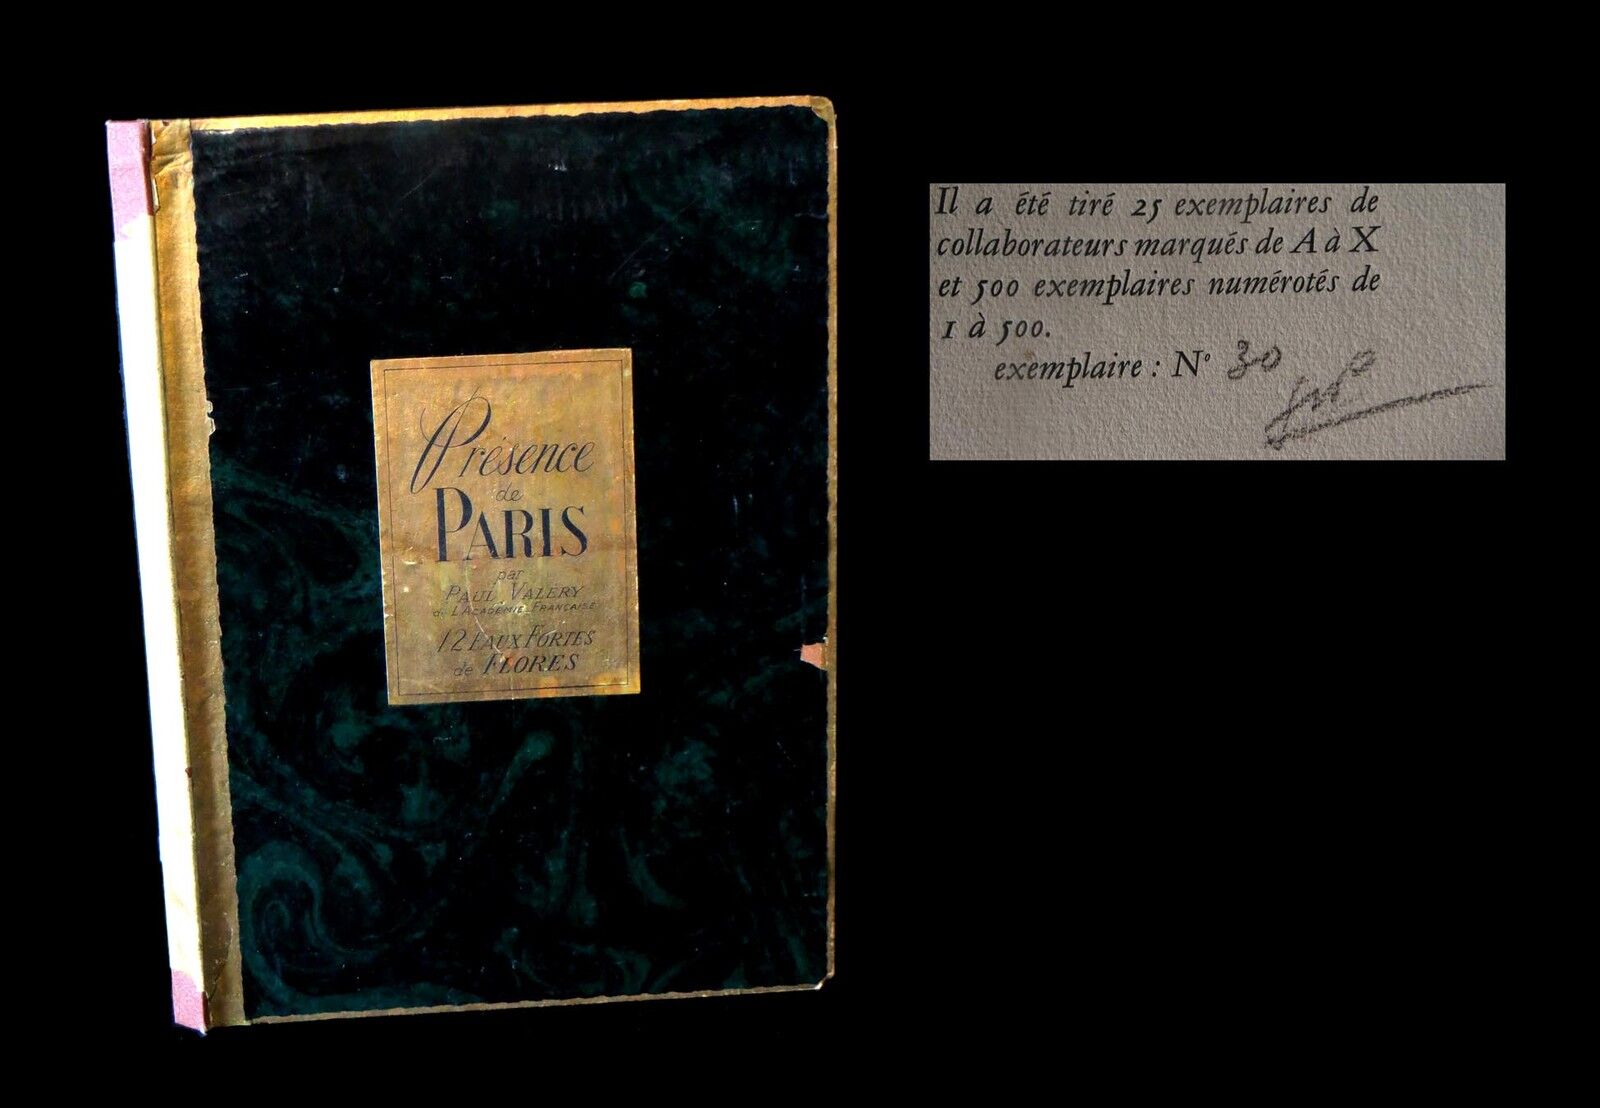 Présence
de
PARIS
par
PAUL VALÉRY
de L'ACADÉMIE FRANÇAISE
12 EAUX FORTES
de FLORES
Il a été tiré 25 exemplaires de
collaborateurs marqués de A à X
et 500 exemplaires numérotés de
1 à 500.
exemplaire : N° 30